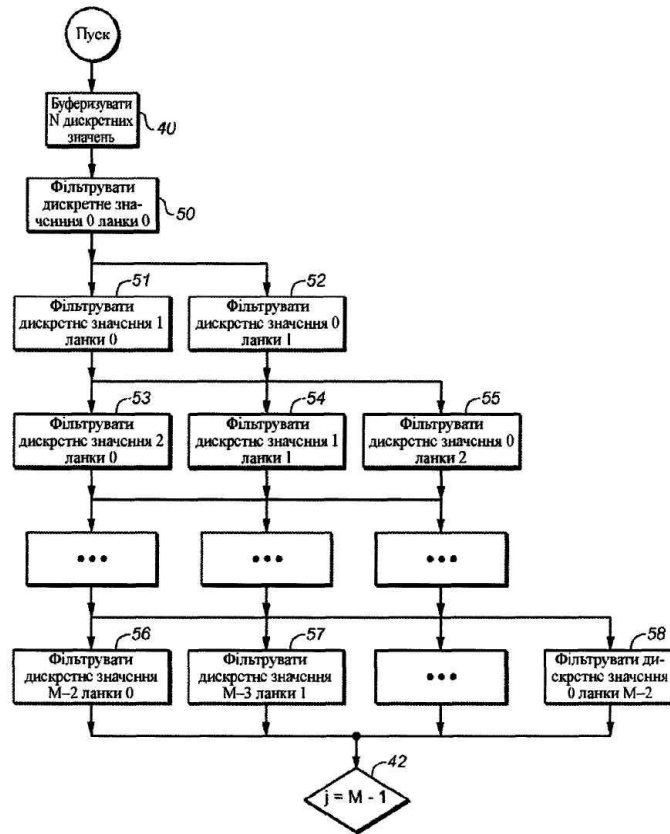 Пуск
Буферизувати
N дискретних
значень
40
Фільтрувати
дискретне зна-
чення 0 ланки 0
50
51
52
Фільтрувати
дискретне значення 1
ланки 0
Фільтрувати
дискретне значення 0
ланки 1
53
54
55
Фільтрувати
дискретне значення 2
ланки 0
Фільтрувати
дискретне значення 1
ланки 1
Фільтрувати
дискретне значення 0
ланки 2
•••
•••
•••
56
57
58
Фільтрувати
дискретне значення
M–2 ланки 0
Фільтрувати
дискретне значення
M–3 ланки 1
•••
Фільтрувати ди-
скретне значення
0 ланки M–2
42
j = M - 1